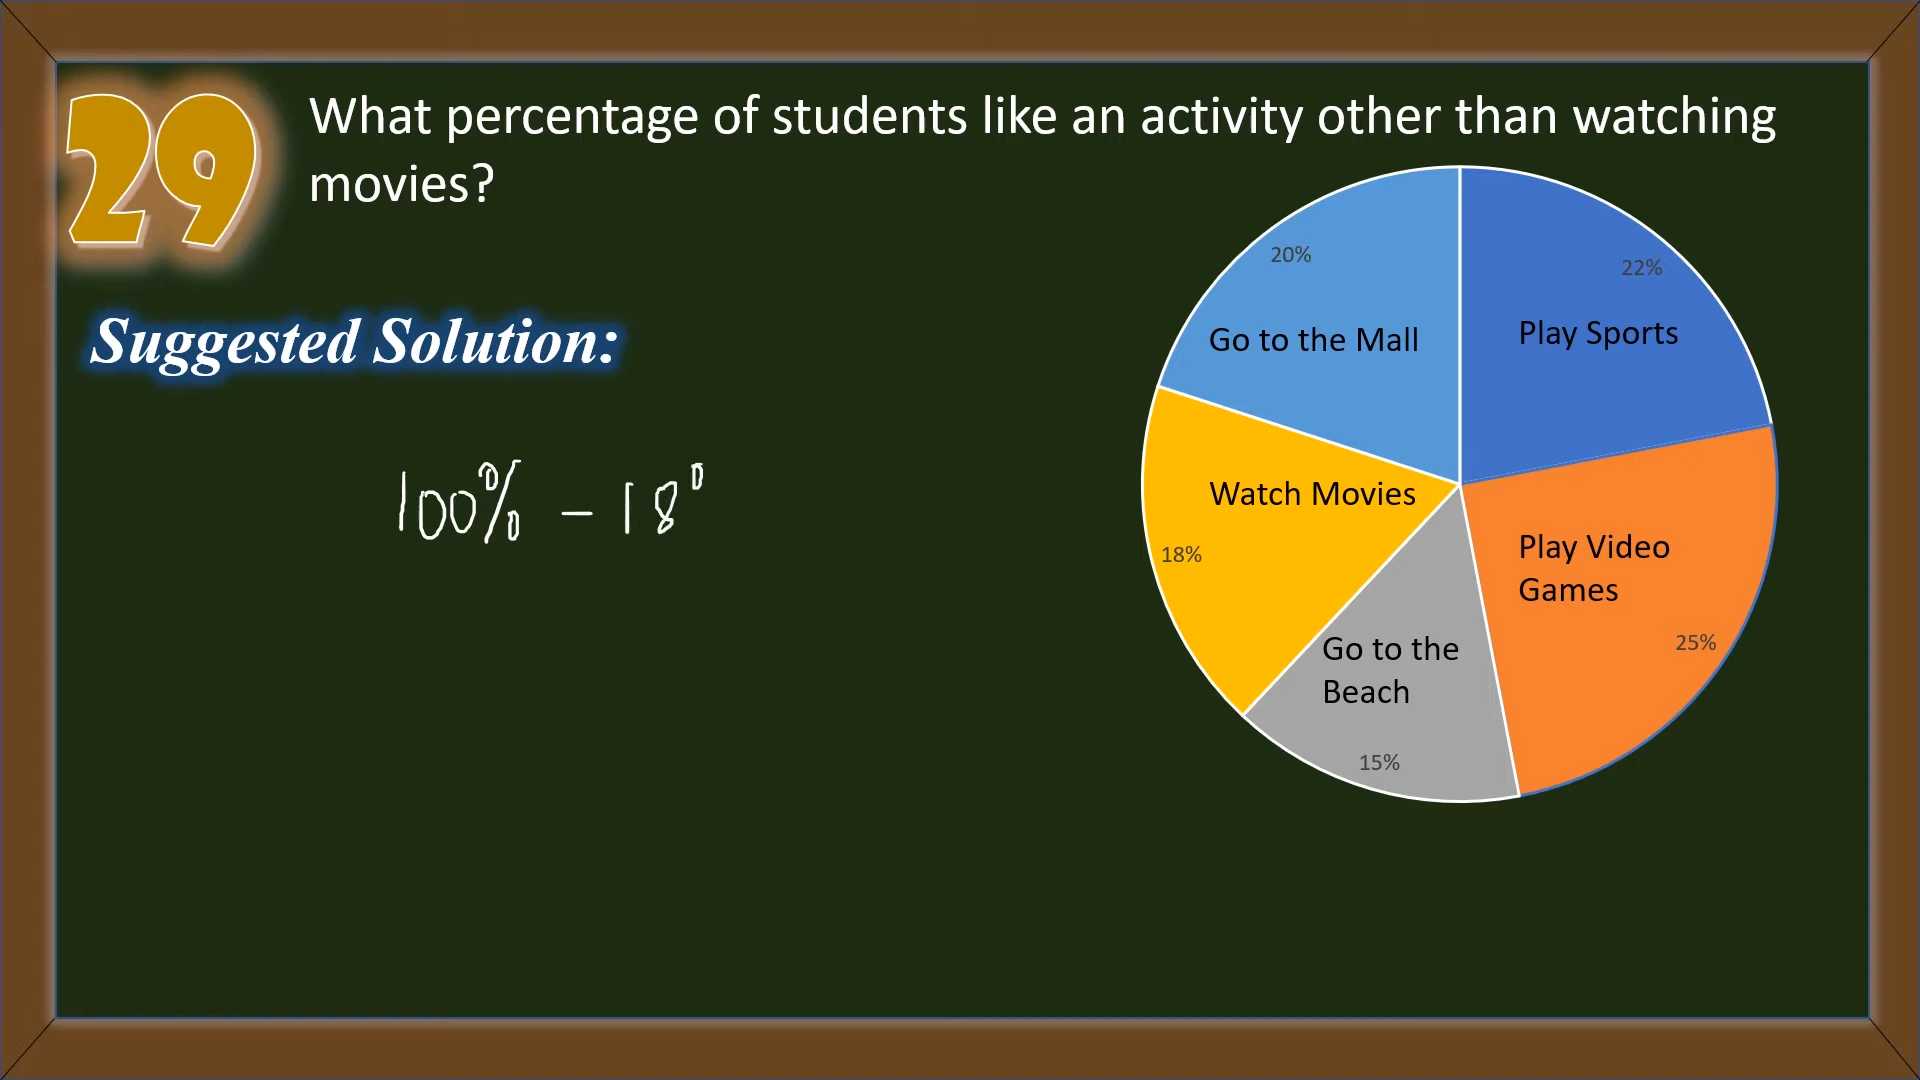 29
What percentage of students like an activity other than watching
movies?
Suggested Solution:
100% – 18°
20%
22%
Go to the Mall
Play Sports
Watch Movies
18%
Play Video
Games
25%
Go to the
Beach
15%